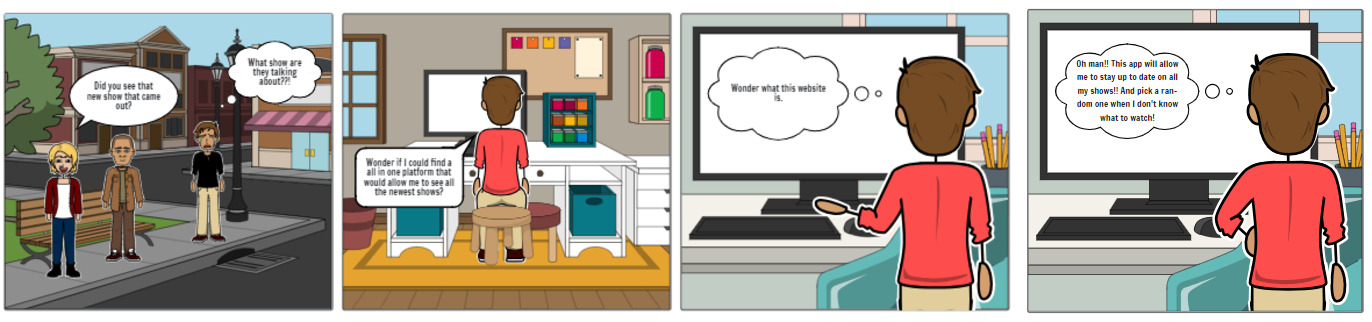 Did you see that
new show that came
out?
What show are
they talking
about??!
Wonder if I could find a
all in one platform that
would allow me to see all
the newest shows?
Wonder what this website
is.
Oh man!! This app will allow
me to stay up to date on all
my shows!! And pick a ran-
dom one when I don't know
what to watch!